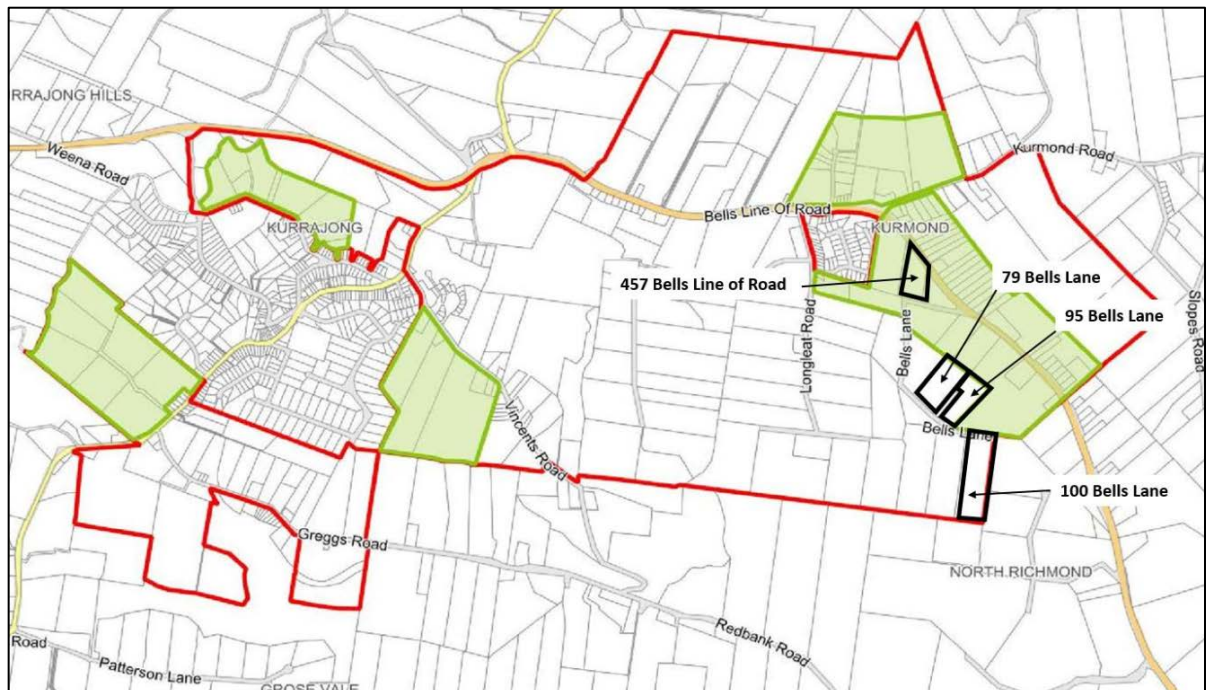 RRAJONG HILLS
Weena Road
KURRAJONG
Bells Line Of Road
KURMOND
Kurmond Road
457 Bells Line of Road
79 Bells Lane
95 Bells Lane
Slopes Road
Longleat Road
Bells Lane
Bells Lane
Vincents Road
100 Bells Lane
Greggs Road
NORTH RICHMOND
Redbank Road
Road
Patterson Lane
GROSE VALE